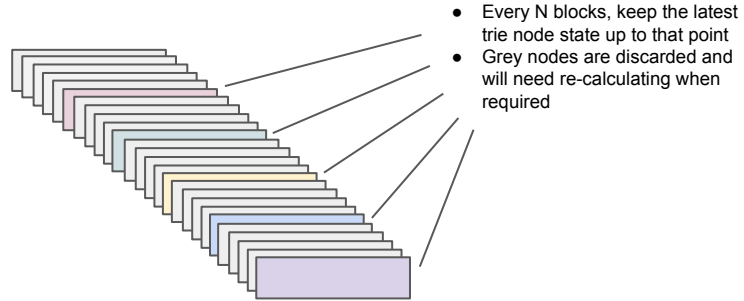 ● Every N blocks, keep the latest
trie node state up to that point
● Grey nodes are discarded and
will need re-calculating when
required